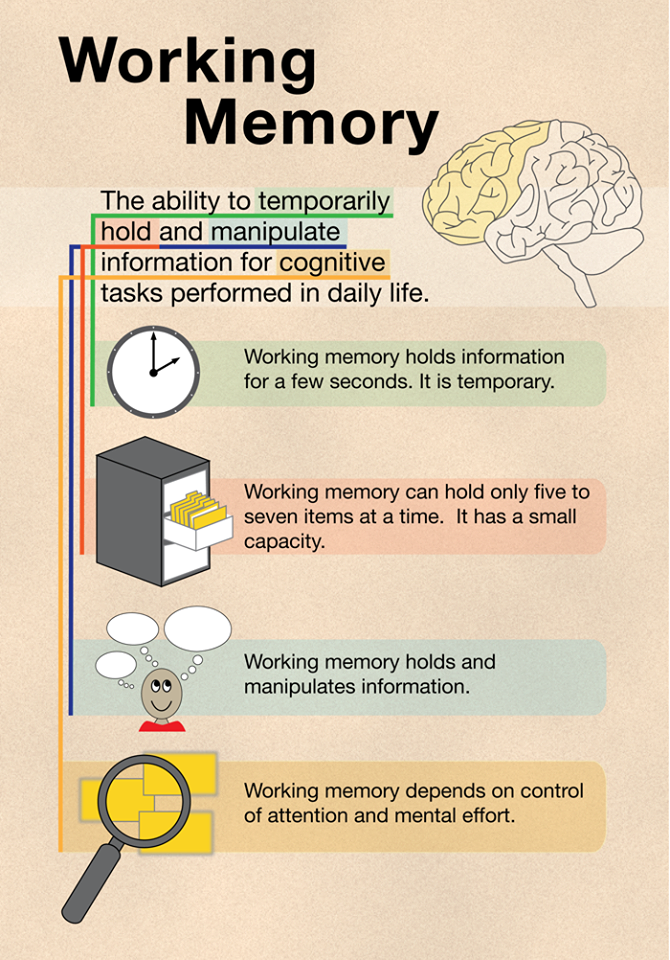 Working
Memory
The ability to temporarily
hold and manipulate
information for cognitive
tasks performed in daily life.
Working memory holds information
for a few seconds. It is temporary.
Working memory can hold only five to
seven items at a time.  It has a small
capacity.
Working memory holds and
manipulates information.
Working memory depends on control
of attention and mental effort.